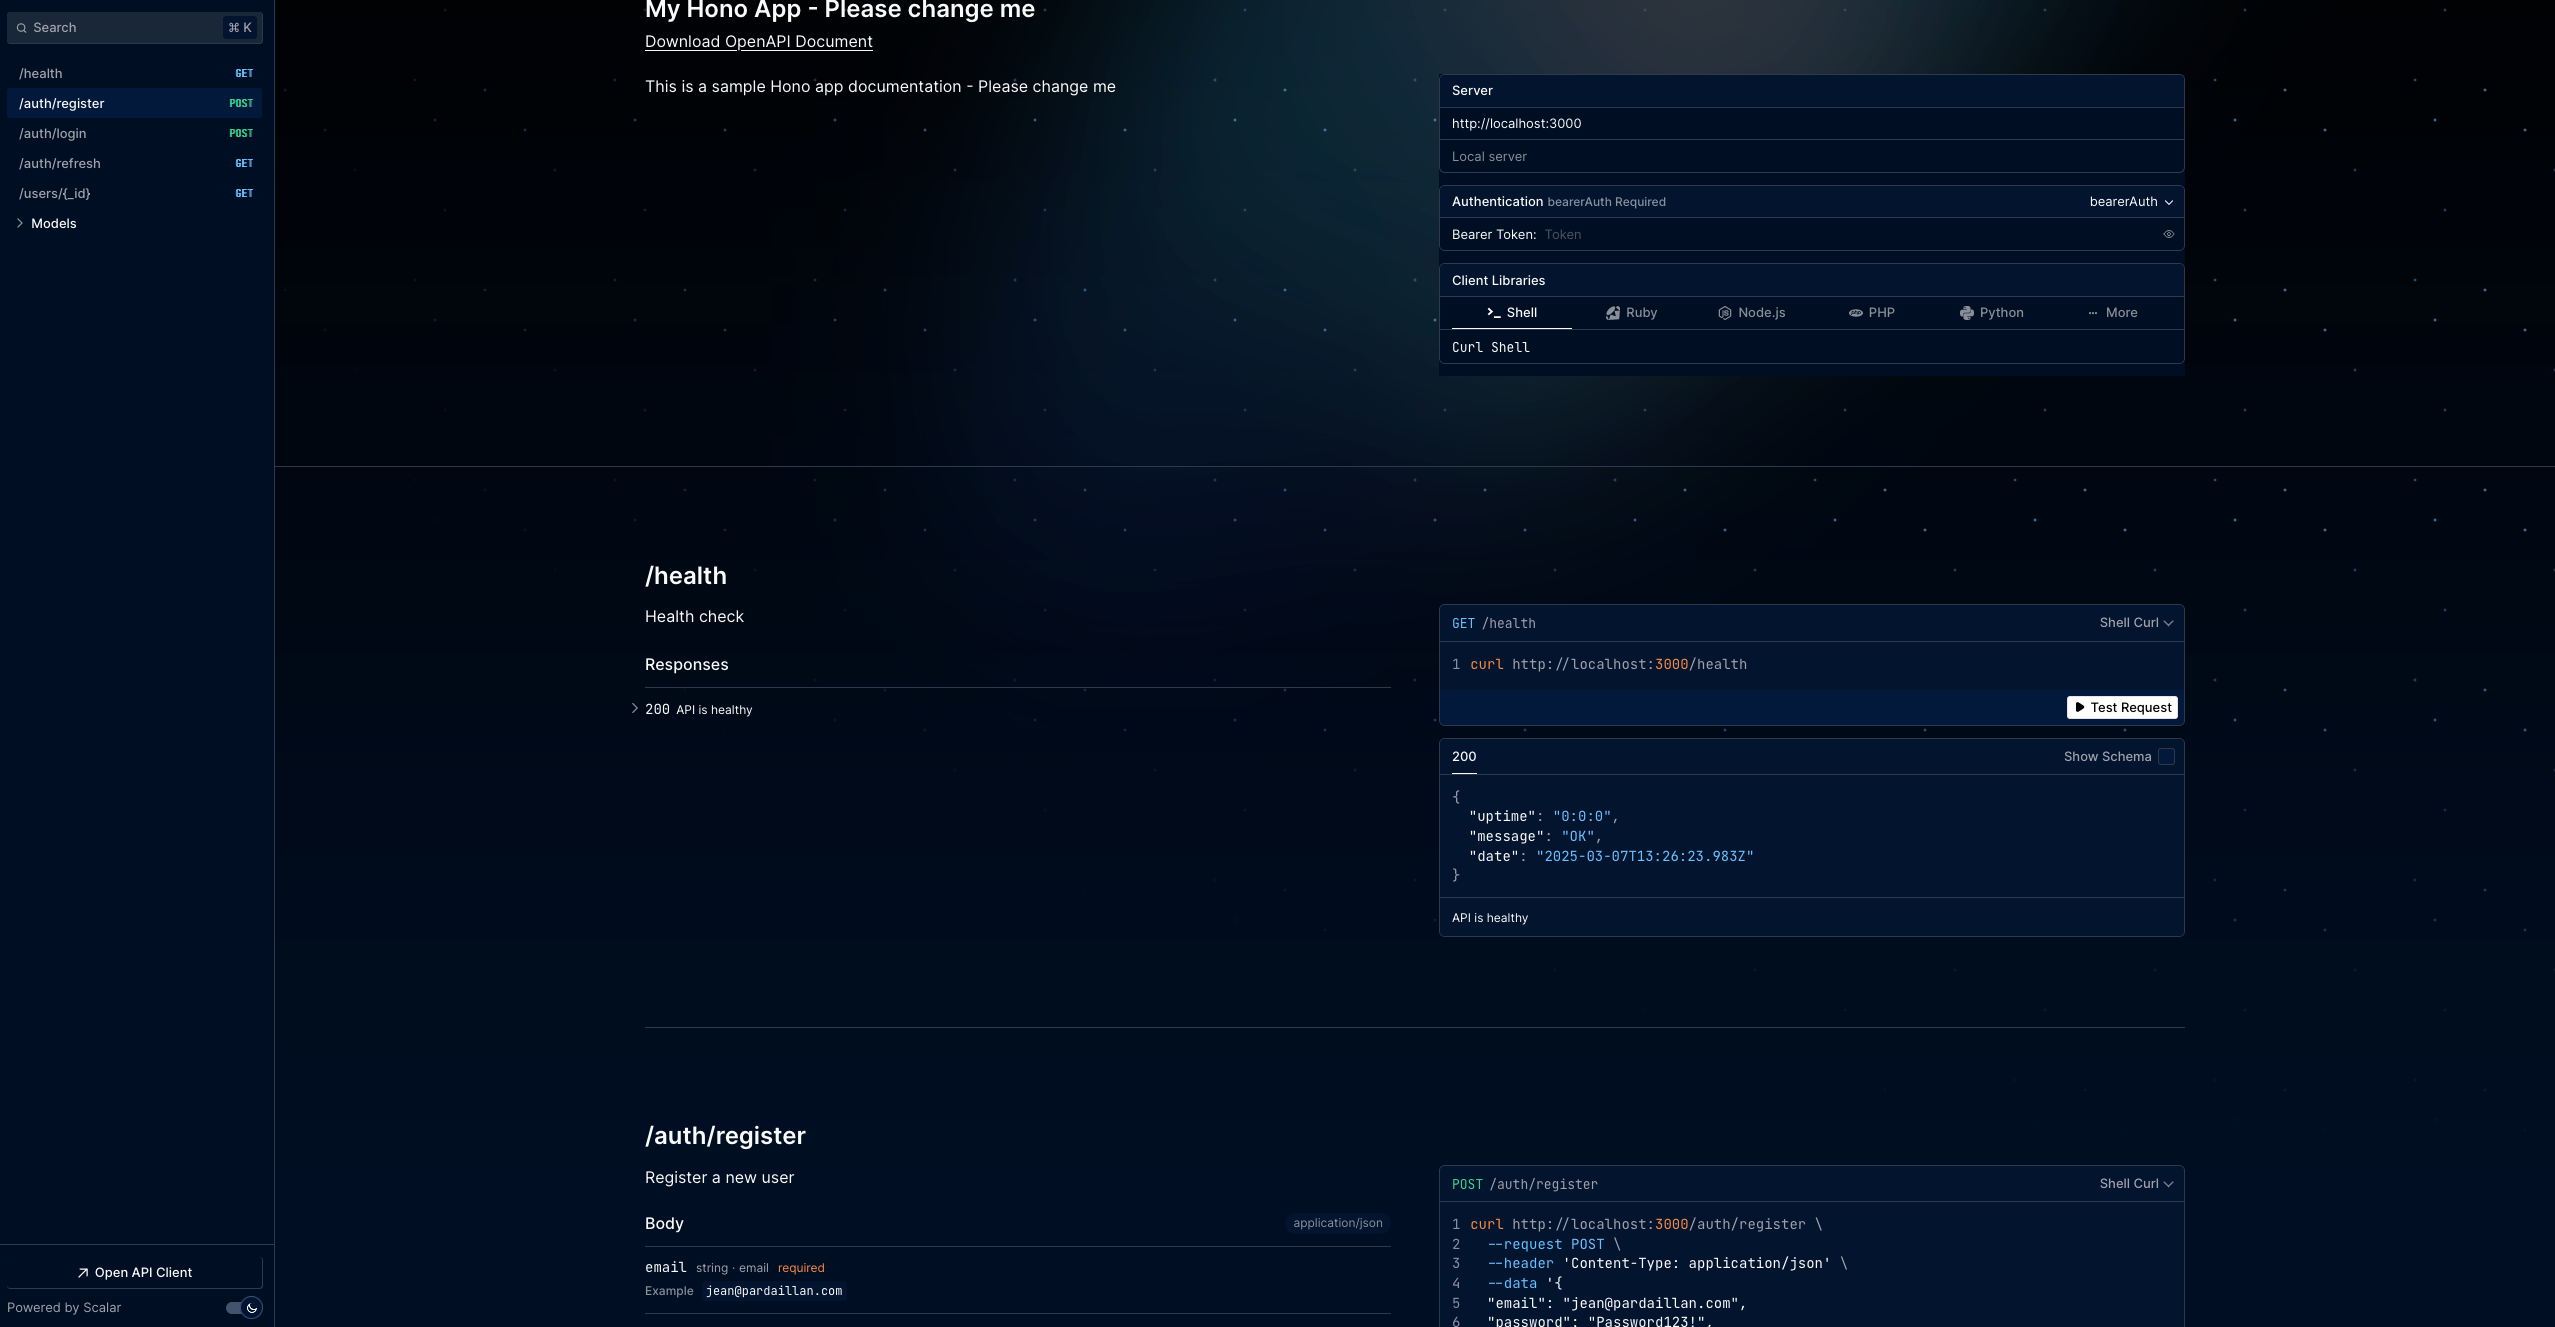 Search ⌘ K
/health GET
/auth/register POST
/auth/login POST
/auth/refresh GET
/users/{_id} GET
Models
Open API Client
Powered by Scalar
My Hono App - Please change me
Download OpenAPI Document
This is a sample Hono app documentation - Please change me
Server
http://localhost:3000
Local server
Authentication bearerAuth Required bearerAuth
Bearer Token: Token
Client Libraries
Shell Ruby Node.js PHP Python More
Curl Shell
/health
Health check
Responses
200 API is healthy
GET /health Shell Curl
1 curl http://localhost:3000/health
Test Request
200 Show Schema
{
"uptime": "0:0:0",
"message": "OK",
"date": "2025-03-07T13:26:23.983Z"
}
API is healthy
/auth/register
Register a new user
Body application/json
email string · email required
Example jean@pardaillan.com
POST /auth/register Shell Curl
1 curl http://localhost:3000/auth/register \
2 --request POST \
3 --header 'Content-Type: application/json' \
4 --data '{
5 "email": "jean@pardaillan.com",
6 "password": "Password123!",